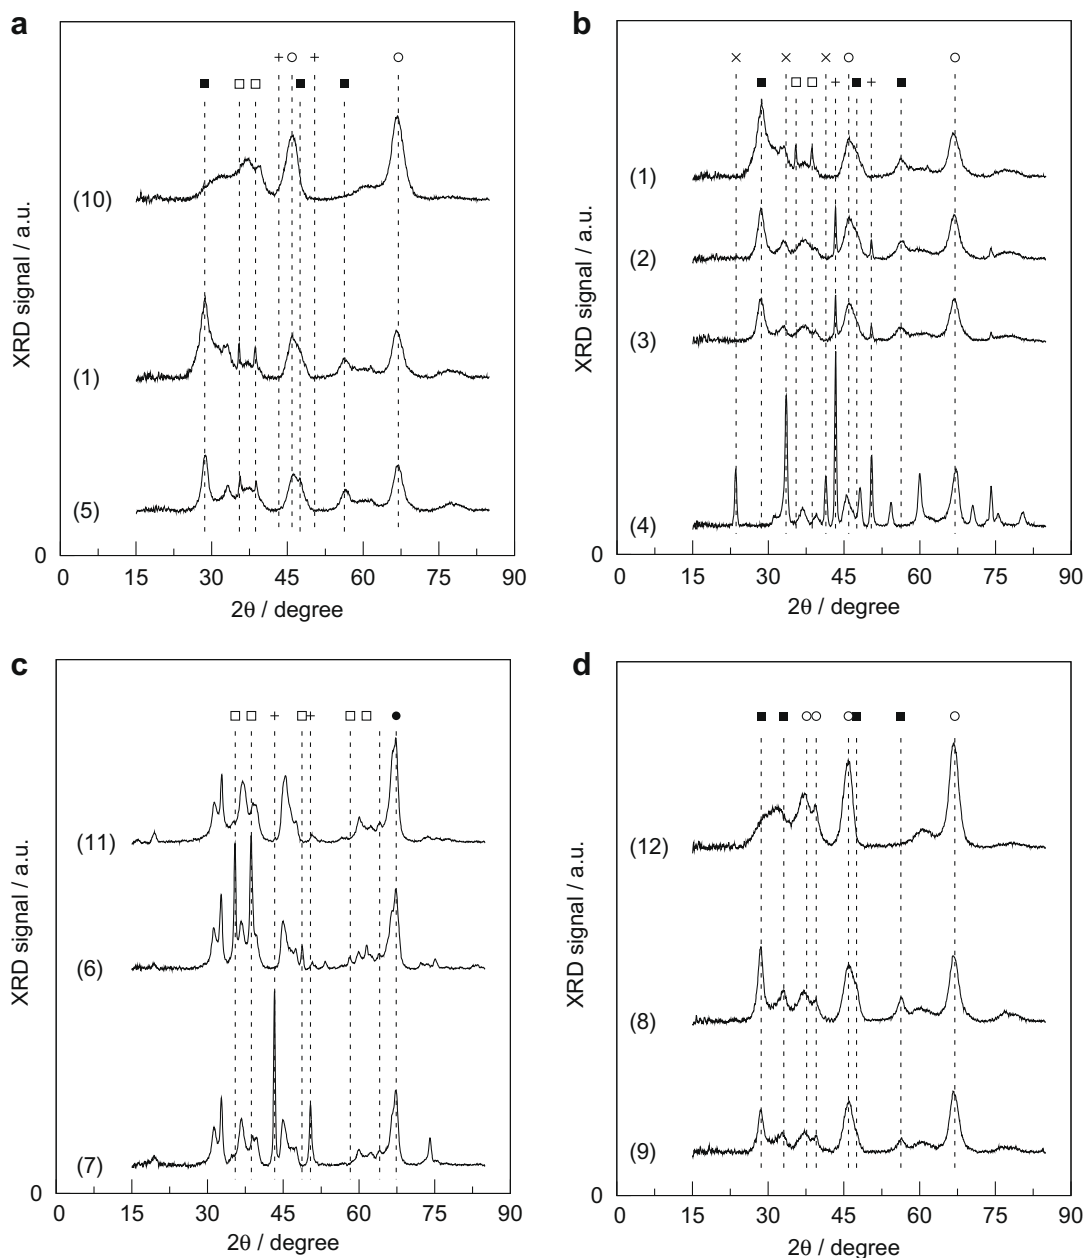 a
XRD signal / a.u.
(10)
(1)
(5)
0
0 15 30 45 60 75 90
2θ / degree
b
XRD signal / a.u.
(1)
(2)
(3)
(4)
0
0 15 30 45 60 75 90
2θ / degree
c
XRD signal / a.u.
(11)
(6)
(7)
0
0 15 30 45 60 75 90
2θ / degree
d
XRD signal / a.u.
(12)
(8)
(9)
0
0 15 30 45 60 75 90
2θ / degree